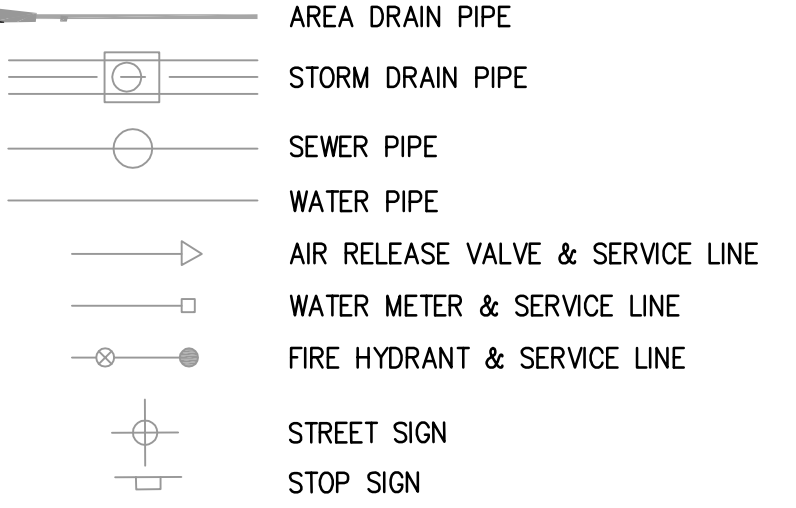 AREA DRAIN PIPE
STORM DRAIN PIPE
SEWER PIPE
WATER PIPE
AIR RELEASE VALVE & SERVICE LINE
WATER METER & SERVICE LINE
FIRE HYDRANT & SERVICE LINE
STREET SIGN
STOP SIGN